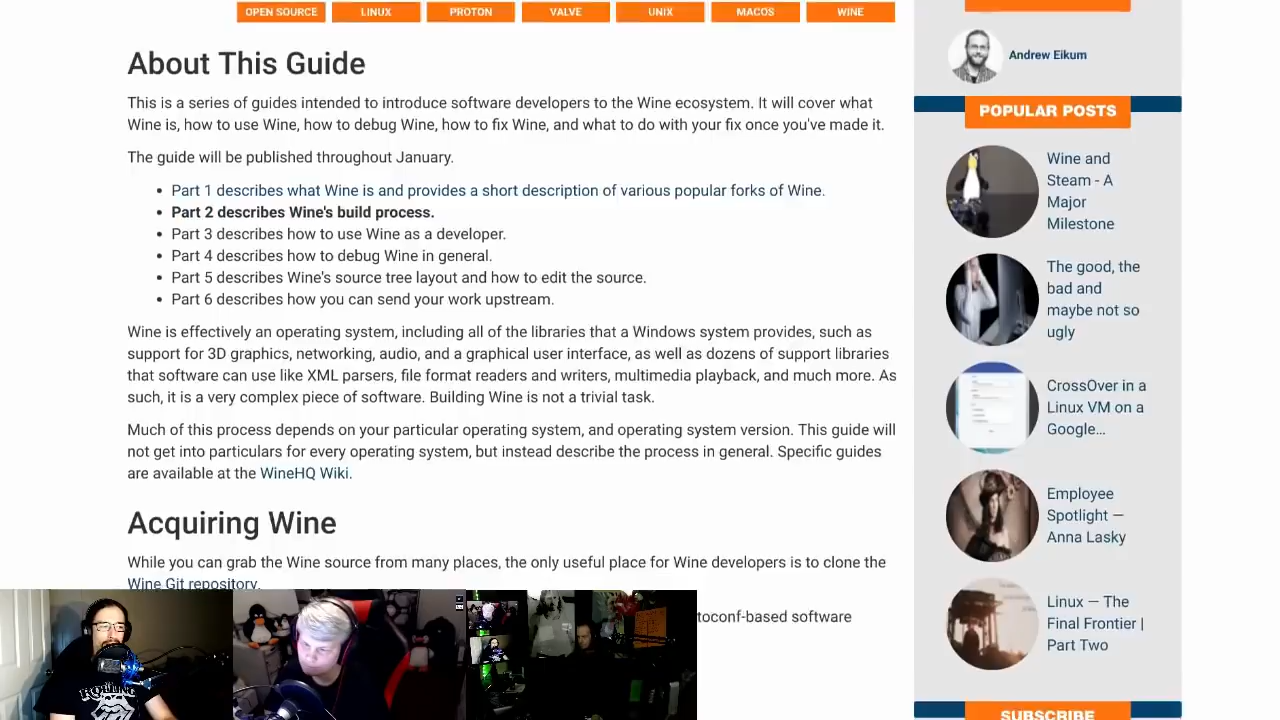 OPEN SOURCE
LINUX
PROTON
VALVE
UNIX
MACOS
WINE
About This Guide
This is a series of guides intended to introduce software developers to the Wine ecosystem. It will cover what
Wine is, how to use Wine, how to debug Wine, how to fix Wine, and what to do with your fix once you've made it.
The guide will be published throughout January.
• Part 1 describes what Wine is and provides a short description of various popular forks of Wine.
• Part 2 describes Wine's build process.
• Part 3 describes how to use Wine as a developer.
• Part 4 describes how to debug Wine in general.
• Part 5 describes Wine's source tree layout and how to edit the source.
• Part 6 describes how you can send your work upstream.
Wine is effectively an operating system, including all of the libraries that a Windows system provides, such as
support for 3D graphics, networking, audio, and a graphical user interface, as well as dozens of support libraries
that software can use like XML parsers, file format readers and writers, multimedia playback, and much more. As
such, it is a very complex piece of software. Building Wine is not a trivial task.
Much of this process depends on your particular operating system, and operating system version. This guide will
not get into particulars for every operating system, but instead describe the process in general. Specific guides
are available at the WineHQ Wiki.
Acquiring Wine
While you can grab the Wine source from many places, the only useful place for Wine developers is to clone the
Wine Git repository.
toconf-based software
Andrew Eikum
POPULAR POSTS
Wine and
Steam - A
Major
Milestone
The good, the
bad and
maybe not so
ugly
CrossOver in a
Linux VM on a
Google...
Employee
Spotlight —
Anna Lasky
Linux — The
Final Frontier |
Part Two
SUBSCRIBE